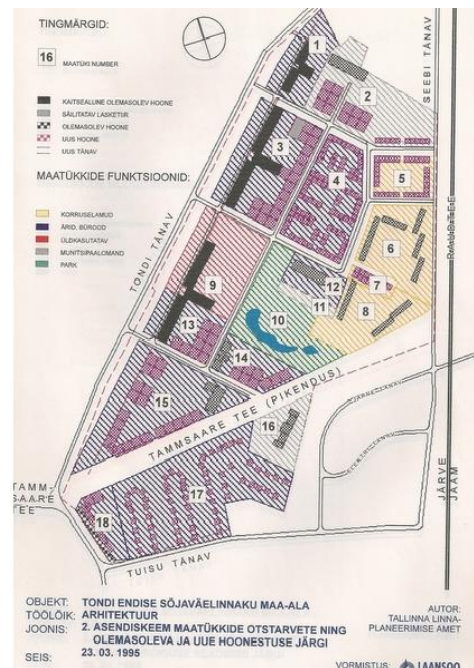 TINGMÄRGID:
16 MAATÜKI NUMBER
KAITSEALUNE OLEMASOLEV HOONE
SÄILITATAV LASKETIIR
OLEMASOLEV HOONE
UUS HOONE
UUS TÄNAV
MAATÜKKIDE FUNKTSIOONID:
KORRUSELAMUD
ÄRID, BÜROOD
ÜLDKASUTATAV
MUNITSIPAALOMAND
PARK
1
2
3
4
5
6
7
8
9
10
11
12
13
14
15
16
17
18
SEEBI TÄNAV
RAUDTEE
TONDI TÄNAV
TAMMSAARE TEE (PIKENDUS)
JÄRVE
JAAM
TAMM-
SAARE
TEE
TUISU TÄNAV
OBJEKT: TONDI ENDISE SÕJAVÄELINNAKU MAA-ALA
TÖÖLÕIK: ARHITEKTUUR
JOONIS: 2. ASENDISKEEM MAATÜKKIDE OTSTARVETE NING
OLEMASOLEVA JA UUE HOONESTUSE JÄRGI
SEIS: 23. 03. 1995
AUTOR:
TALLINNA LINNA-
PLANEERIMISE AMET
VORMISTUS: LAANSOO